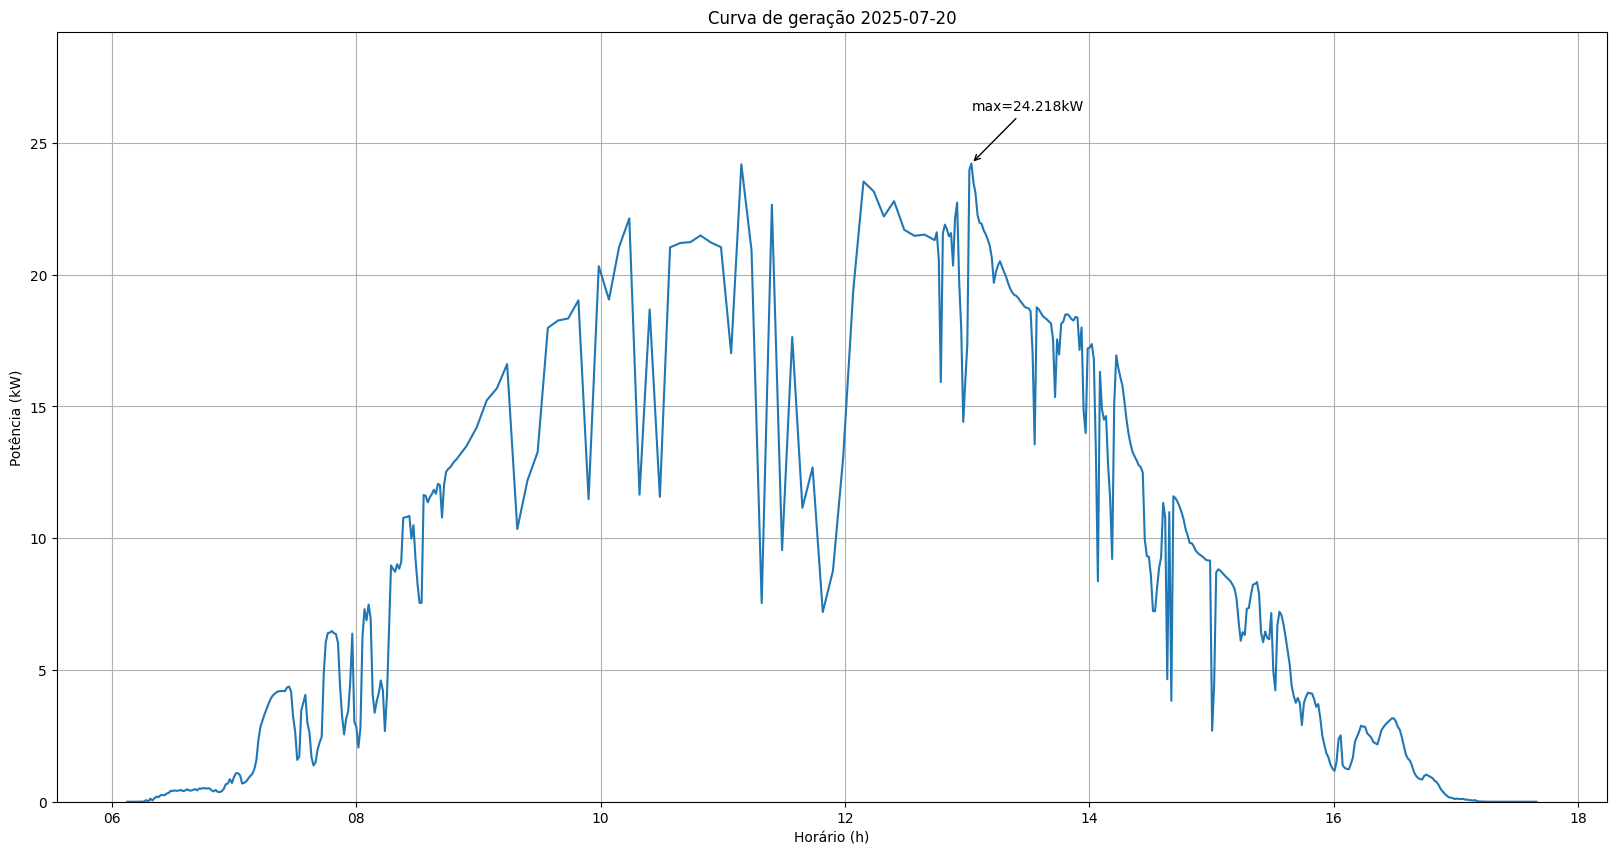 Curva de geração 2025-07-20
max=24.218kW
Potência (kW)
25
20
15
10
5
0
06 08 10 12 14 16 18
Horário (h)